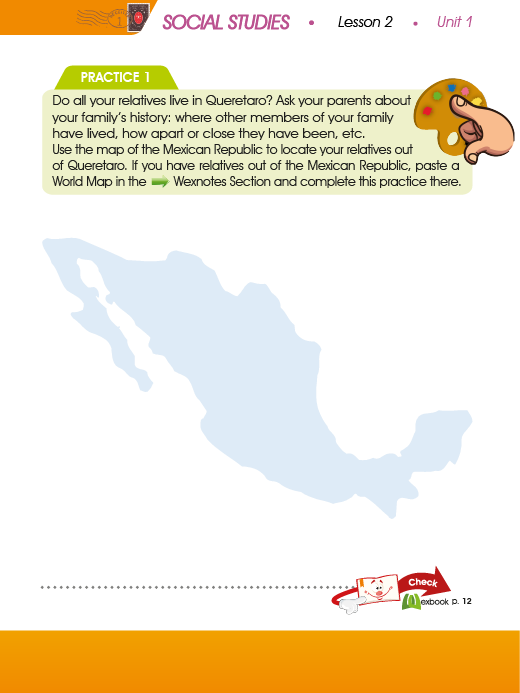 SOCIAL STUDIES • Lesson 2 • Unit 1
PRACTICE 1
Do all your relatives live in Queretaro? Ask your parents about
your family's history: where other members of your family
have lived, how apart or close they have been, etc.
Use the map of the Mexican Republic to locate your relatives out
of Queretaro. If you have relatives out of the Mexican Republic, paste a
World Map in the Wexnotes Section and complete this practice there.
Check
exbook p. 12